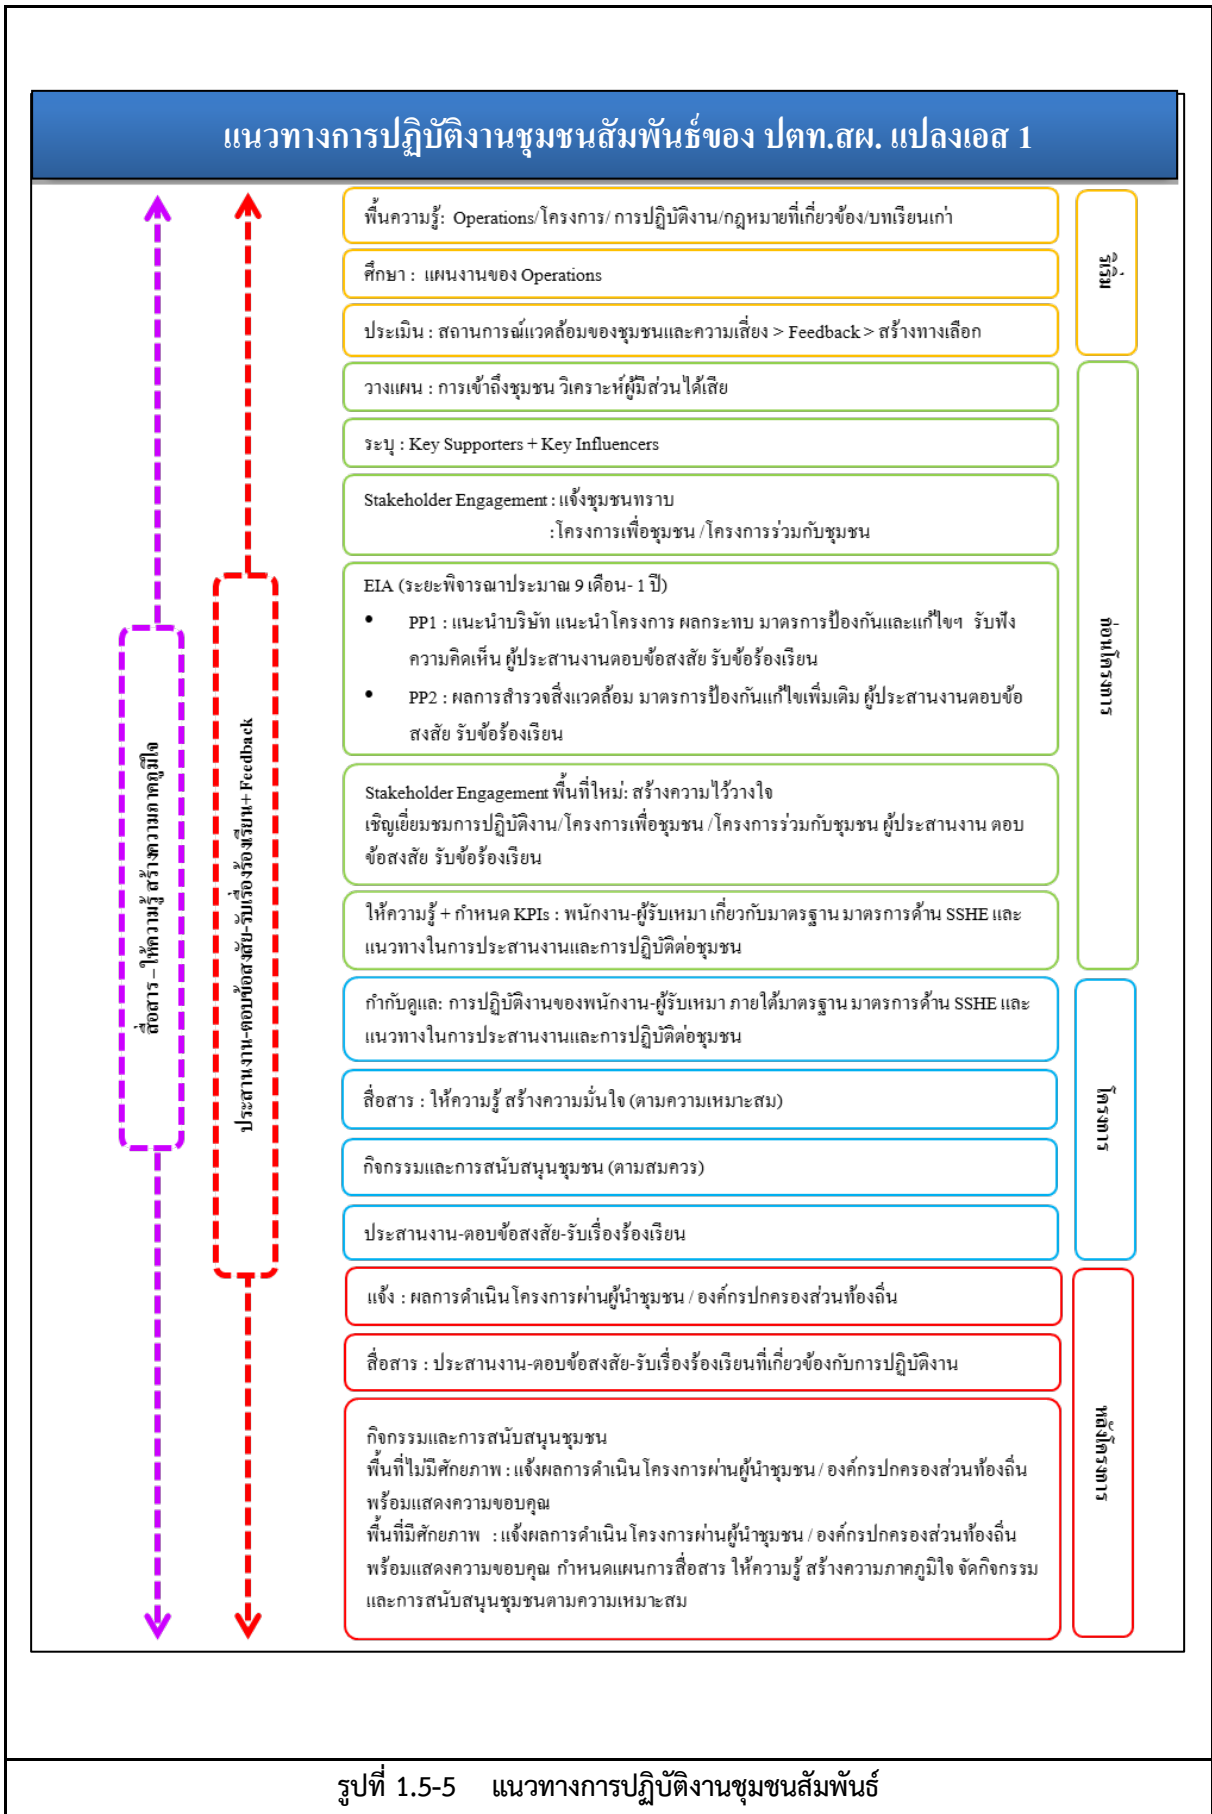 แนวทางการปฏิบัติงานชุมชนสัมพันธ์ของ ปตท.สผ. แปลงเอส 1
สื่อสาร – ให้ความรู้ สร้างความภาคภูมิใจ
ประสานงาน-ตอบข้อสงสัย-รับเรื่องร้องเรียน+ Feedback
พื้นความรู้: Operations/โครงการ/ การปฏิบัติงาน/กฎหมายที่เกี่ยวข้อง/บทเรียนเก่า
ศึกษา : แผนงานของ Operations
ประเมิน : สถานการณ์แวดล้อมของชุมชนและความเสี่ยง > Feedback > สร้างทางเลือก
ริเริ่ม
วางแผน : การเข้าถึงชุมชน วิเคราะห์ผู้มีส่วนได้เสีย
ระบุ : Key Supporters + Key Influencers
Stakeholder Engagement : แจ้งชุมชนทราบ
:โครงการเพื่อชุมชน /โครงการร่วมกับชุมชน
EIA (ระยะพิจารณาประมาณ 9 เดือน- 1 ปี)
• PP1 : แนะนำบริษัท แนะนำโครงการ ผลกระทบ มาตรการป้องกันและแก้ไขฯ รับฟัง
ความคิดเห็น ผู้ประสานงานตอบข้อสงสัย รับข้อร้องเรียน
• PP2 : ผลการสำรวจสิ่งแวดล้อม มาตรการป้องกันแก้ไขเพิ่มเติม ผู้ประสานงานตอบข้อ
สงสัย รับข้อร้องเรียน
Stakeholder Engagement พื้นที่ใหม่: สร้างความไว้วางใจ
เชิญเยี่ยมชมการปฏิบัติงาน/โครงการเพื่อชุมชน /โครงการร่วมกับชุมชน ผู้ประสานงาน ตอบ
ข้อสงสัย รับข้อร้องเรียน
ให้ความรู้ + กำหนด KPIs : พนักงาน-ผู้รับเหมา เกี่ยวกับมาตรฐาน มาตรการด้าน SSHE และ
แนวทางในการประสานงานและการปฏิบัติต่อชุมชน
ก่อนโครงการ
กำกับดูแล: การปฏิบัติงานของพนักงาน-ผู้รับเหมา ภายใต้มาตรฐาน มาตรการด้าน SSHE และ
แนวทางในการประสานงานและการปฏิบัติต่อชุมชน
สื่อสาร : ให้ความรู้ สร้างความมั่นใจ (ตามความเหมาะสม)
กิจกรรมและการสนับสนุนชุมชน (ตามสมควร)
ประสานงาน-ตอบข้อสงสัย-รับเรื่องร้องเรียน
โครงการ
แจ้ง : ผลการดำเนินโครงการผ่านผู้นำชุมชน / องค์กรปกครองส่วนท้องถิ่น
สื่อสาร : ประสานงาน-ตอบข้อสงสัย-รับเรื่องร้องเรียนที่เกี่ยวข้องกับการปฏิบัติงาน
กิจกรรมและการสนับสนุนชุมชน
พื้นที่ไม่มีศักยภาพ : แจ้งผลการดำเนินโครงการผ่านผู้นำชุมชน / องค์กรปกครองส่วนท้องถิ่น
พร้อมแสดงความขอบคุณ
พื้นที่มีศักยภาพ : แจ้งผลการดำเนินโครงการผ่านผู้นำชุมชน / องค์กรปกครองส่วนท้องถิ่น
พร้อมแสดงความขอบคุณ กำหนดแผนการสื่อสาร ให้ความรู้ สร้างความภาคภูมิใจ จัดกิจกรรม
และการสนับสนุนชุมชนตามความเหมาะสม
หลังโครงการ
รูปที่ 1.5-5 แนวทางการปฏิบัติงานชุมชนสัมพันธ์